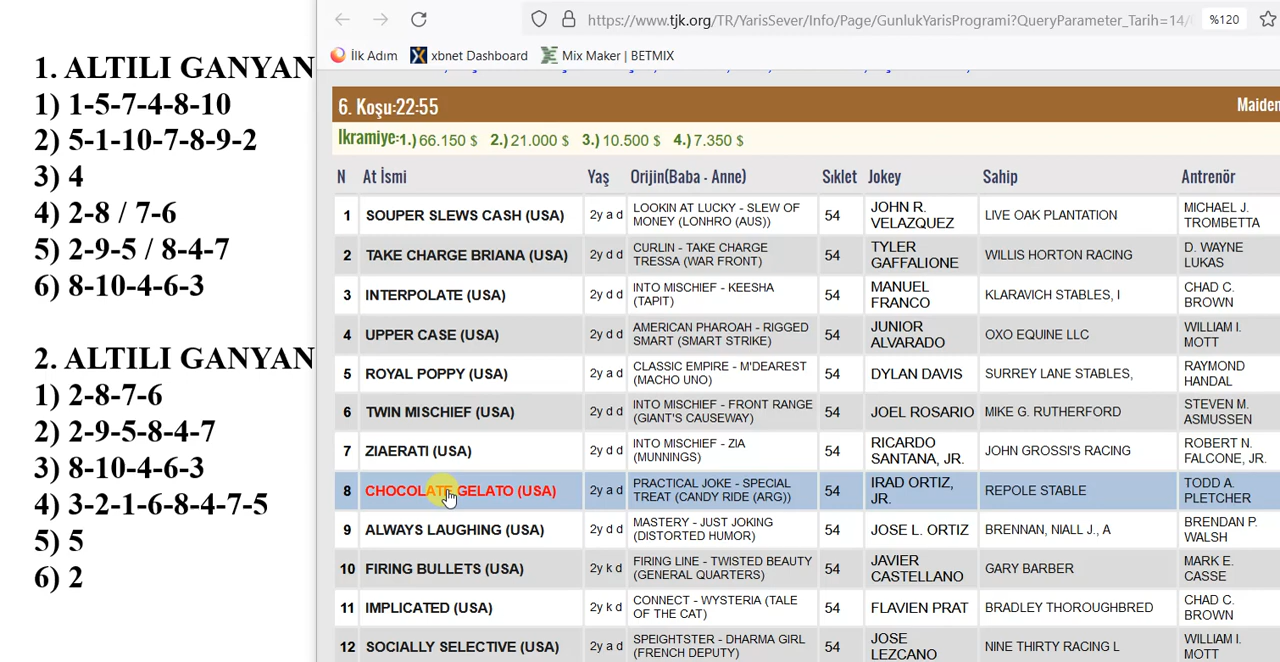 https://www.tjk.org/TR/YarisSever/Info/Page/GunlukYarisProgrami?QueryParameter_Tarih=14/ %120
İlk Adım xbnet Dashboard Mix Maker | BETMIX
1. ALTILI GANYAN
1) 1-5-7-4-8-10
2) 5-1-10-7-8-9-2
3) 4
4) 2-8 / 7-6
5) 2-9-5 / 8-4-7
6) 8-10-4-6-3
2. ALTILI GANYAN
1) 2-8-7-6
2) 2-9-5-8-4-7
3) 8-10-4-6-3
4) 3-2-1-6-8-4-7-5
5) 5
6) 2
6. Koşu:22:55 Maiden
İkramiye:1.) 66.150 $ 2.) 21.000 $ 3.) 10.500 $ 4.) 7.350 $
N At İsmi Yaş Orijin(Baba - Anne) Sıklet Jokey Sahip Antrenör
1 SOUPER SLEWS CASH (USA) 2y a d LOOKIN AT LUCKY - SLEW OF MONEY (LONHRO (AUS)) 54 JOHN R. VELAZQUEZ LIVE OAK PLANTATION MICHAEL J. TROMBETTA
2 TAKE CHARGE BRIANA (USA) 2y d d CURLIN - TAKE CHARGE TRESSA (WAR FRONT) 54 TYLER GAFFALIONE WILLIS HORTON RACING D. WAYNE LUKAS
3 INTERPOLATE (USA) 2y d d INTO MISCHIEF - KEESHA (TAPIT) 54 MANUEL FRANCO KLARAVICH STABLES, I CHAD C. BROWN
4 UPPER CASE (USA) 2y d d AMERICAN PHAROAH - RIGGED SMART (SMART STRIKE) 54 JUNIOR ALVARADO OXO EQUINE LLC WILLIAM I. MOTT
5 ROYAL POPPY (USA) 2y a d CLASSIC EMPIRE - M'DEAREST (MACHO UNO) 54 DYLAN DAVIS SURREY LANE STABLES, RAYMOND HANDAL
6 TWIN MISCHIEF (USA) 2y d d INTO MISCHIEF - FRONT RANGE (GIANT'S CAUSEWAY) 54 JOEL ROSARIO MIKE G. RUTHERFORD STEVEN M. ASMUSSEN
7 ZIAERATI (USA) 2y d d INTO MISCHIEF - ZIA (MUNNINGS) 54 RICARDO SANTANA, JR. JOHN GROSSI'S RACING ROBERT N. FALCONE, JR.
8 CHOCOLATE GELATO (USA) 2y a d PRACTICAL JOKE - SPECIAL TREAT (CANDY RIDE (ARG)) 54 IRAD ORTIZ, JR. REPOLE STABLE TODD A. PLETCHER
9 ALWAYS LAUGHING (USA) 2y d d MASTERY - JUST JOKING (DISTORTED HUMOR) 54 JOSE L. ORTIZ BRENNAN, NIALL J., A BRENDAN P. WALSH
10 FIRING BULLETS (USA) 2y k d FIRING LINE - TWISTED BEAUTY (GENERAL QUARTERS) 54 JAVIER CASTELLANO GARY BARBER MARK E. CASSE
11 IMPLICATED (USA) 2y k d CONNECT - WYSTERIA (TALE OF THE CAT) 54 FLAVIEN PRAT BRADLEY THOROUGHBRED CHAD C. BROWN
12 SOCIALLY SELECTIVE (USA) 2y a d SPEIGHTSTER - DHARMA GIRL (FRENCH DEPUTY) 54 JOSE LEZCANO NINE THIRTY RACING L WILLIAM I. MOTT